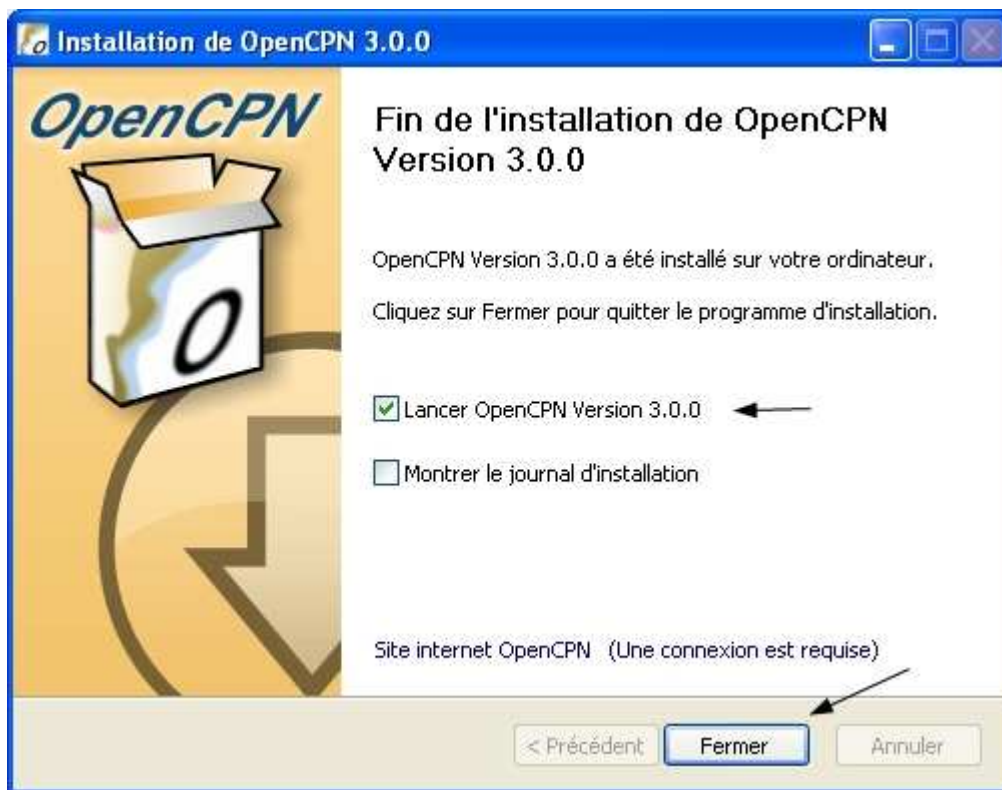 Installation de OpenCPN 3.0.0
OpenCPN
O
Fin de l'installation de OpenCPN
Version 3.0.0
OpenCPN Version 3.0.0 a été installé sur votre ordinateur.
Cliquez sur Fermer pour quitter le programme d'installation.
Lancer OpenCPN Version 3.0.0
Montrer le journal d'installation
Site internet OpenCPN (Une connexion est requise)
< Précédent Fermer Annuler